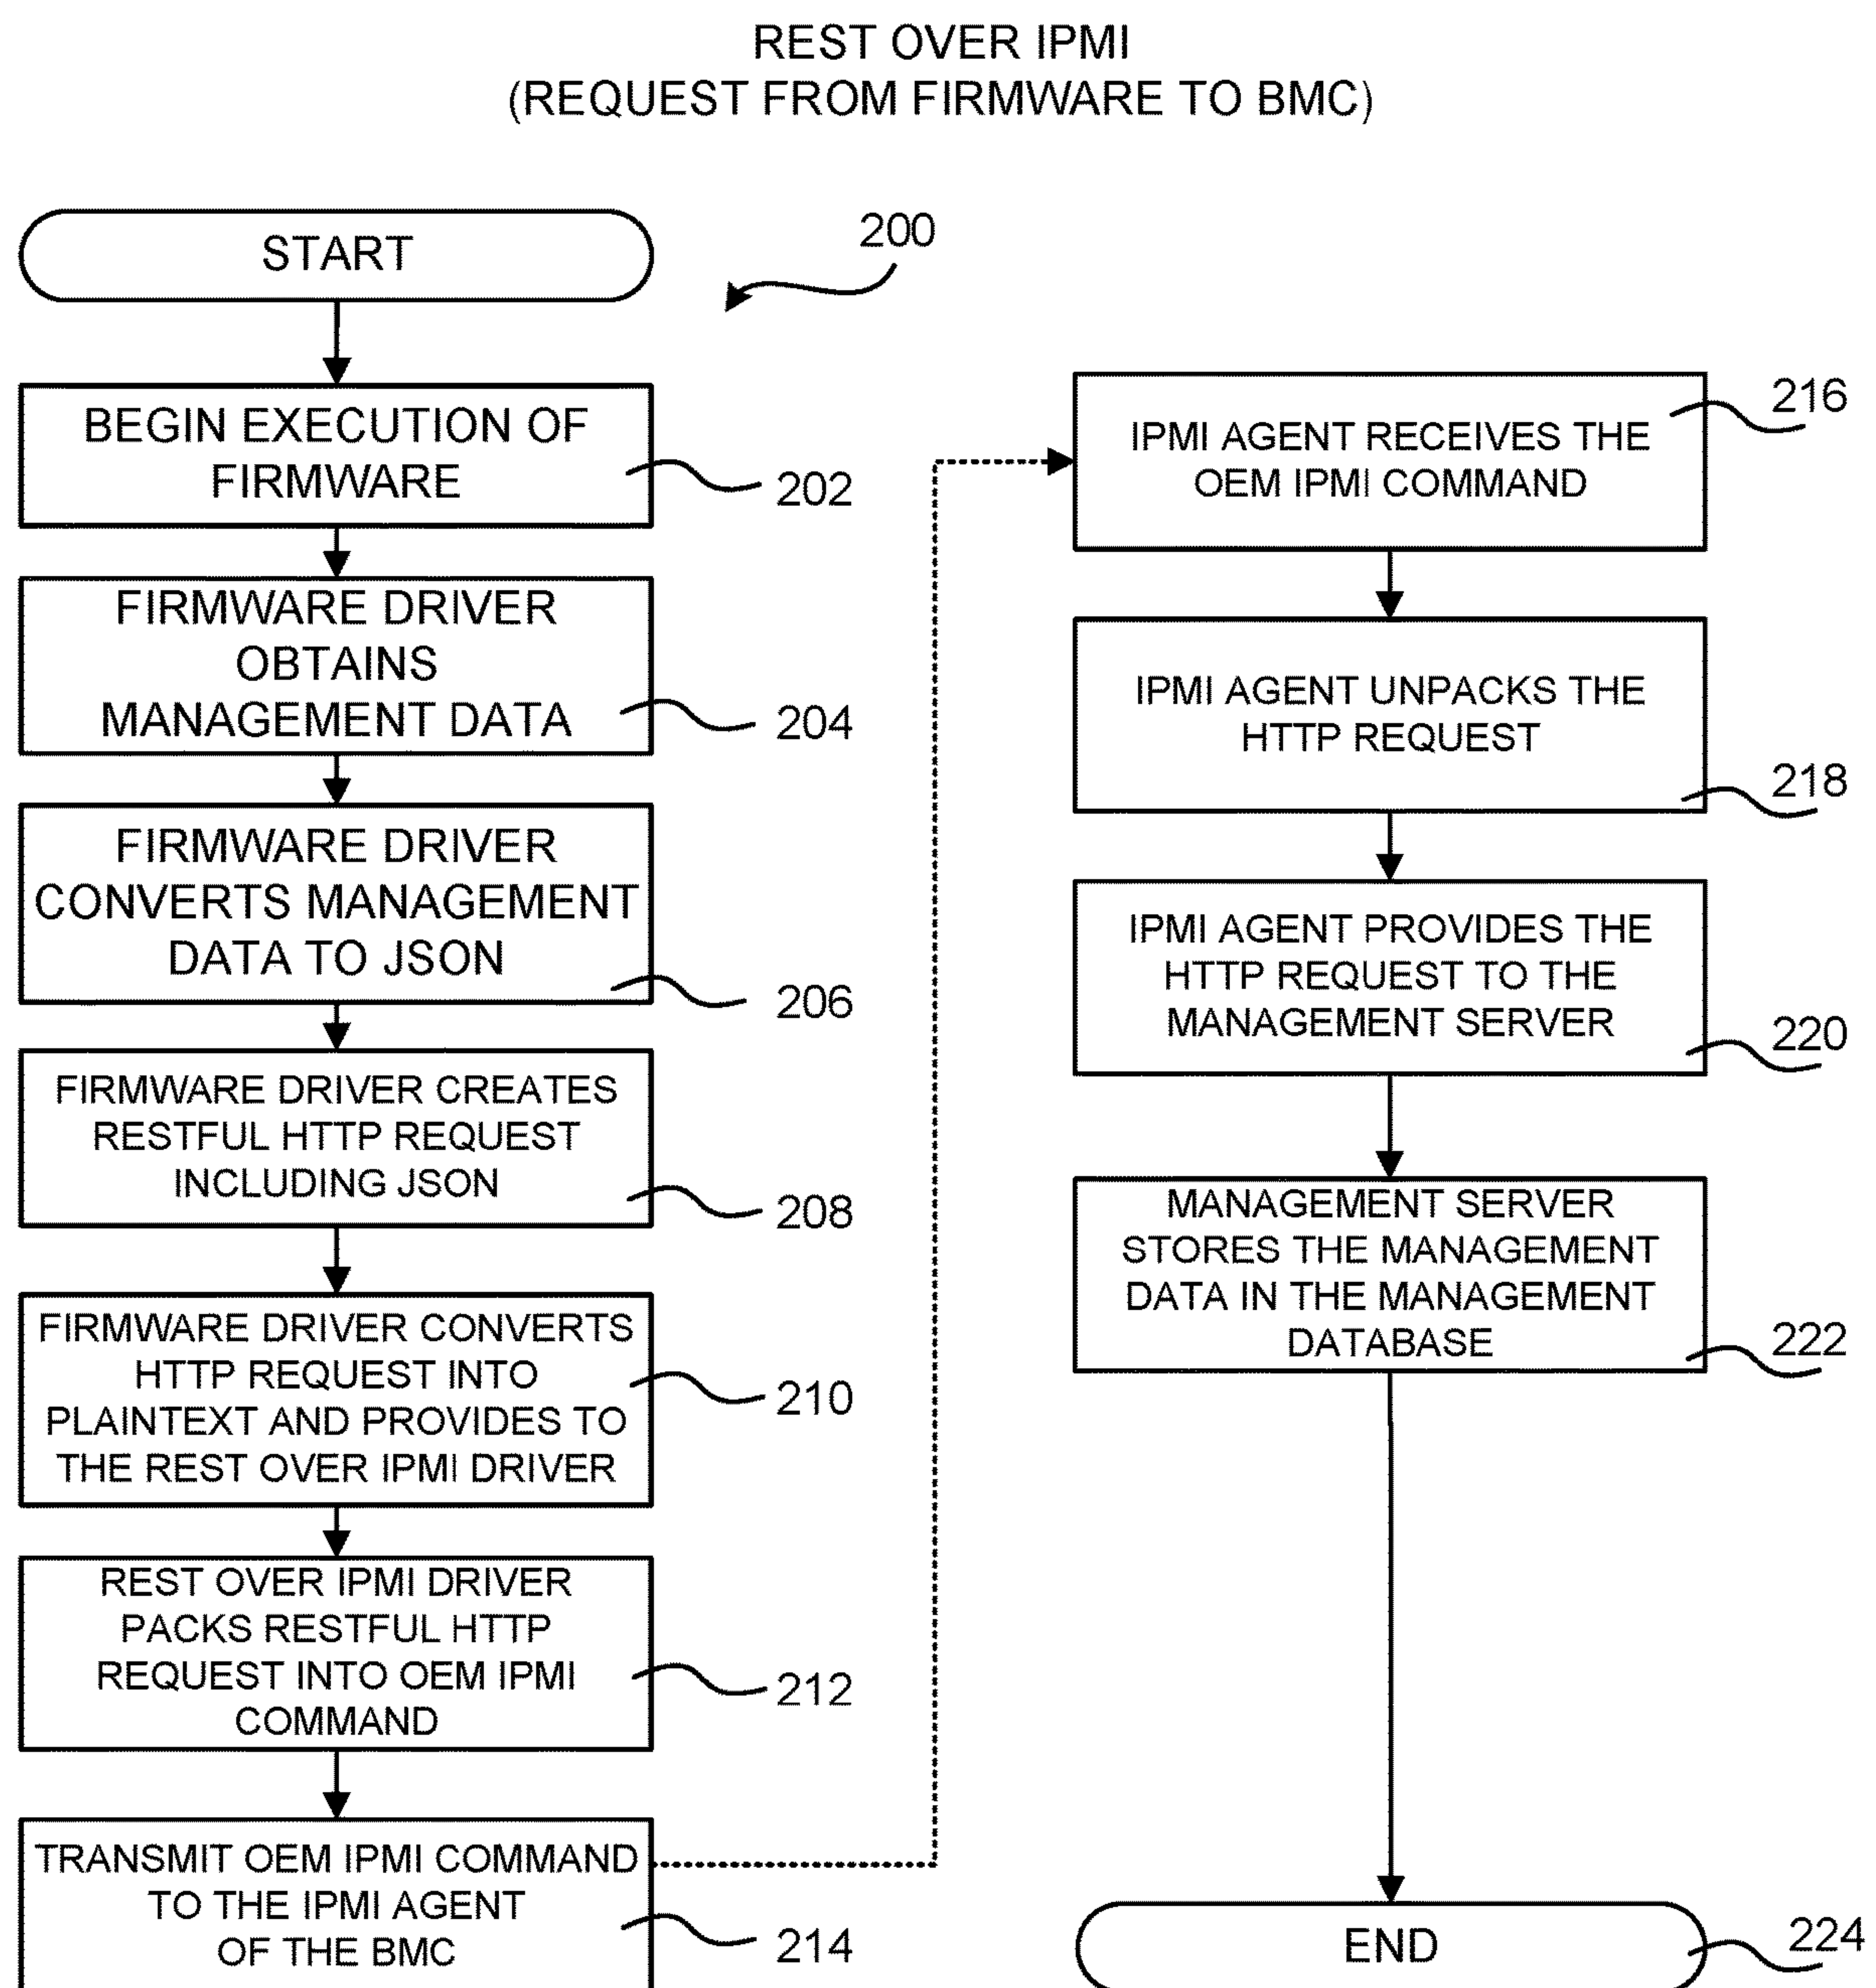 REST OVER IPMI
(REQUEST FROM FIRMWARE TO BMC)
START
200
BEGIN EXECUTION OF
FIRMWARE
202
FIRMWARE DRIVER
OBTAINS
MANAGEMENT DATA
204
FIRMWARE DRIVER
CONVERTS MANAGEMENT
DATA TO JSON
206
FIRMWARE DRIVER CREATES
RESTFUL HTTP REQUEST
INCLUDING JSON
208
FIRMWARE DRIVER CONVERTS
HTTP REQUEST INTO
PLAINTEXT AND PROVIDES TO
THE REST OVER IPMI DRIVER
210
REST OVER IPMI DRIVER
PACKS RESTFUL HTTP
REQUEST INTO OEM IPMI
COMMAND
212
TRANSMIT OEM IPMI COMMAND
TO THE IPMI AGENT
OF THE BMC
214
IPMI AGENT RECEIVES THE
OEM IPMI COMMAND
216
IPMI AGENT UNPACKS THE
HTTP REQUEST
218
IPMI AGENT PROVIDES THE
HTTP REQUEST TO THE
MANAGEMENT SERVER
220
MANAGEMENT SERVER
STORES THE MANAGEMENT
DATA IN THE MANAGEMENT
DATABASE
222
END
224